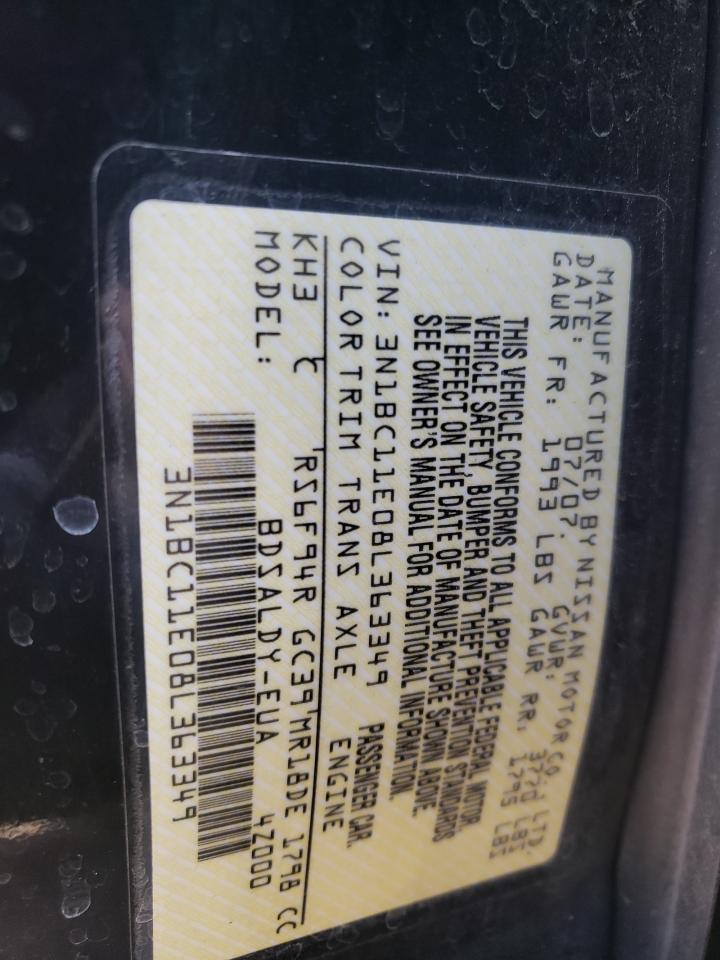 MANUFACTURED BY NISSAN MOTOR CO., LTD.
DATE: 07/07: GVWR: 3770 LBS
GAWR FR: 1993 LBS GAWR RR: 1795 LBS
THIS VEHICLE CONFORMS TO ALL APPLICABLE FEDERAL MOTOR
VEHICLE SAFETY, BUMPER AND THEFT PREVENTION STANDARDS
IN EFFECT ON THE DATE OF MANUFACTURE SHOWN ABOVE.
SEE OWNER'S MANUAL FOR ADDITIONAL INFORMATION.
VIN: 3N1BC11E08L363349 PASSENGER CAR.
COLOR TRIM TRANS AXLE ENGINE
KH3 C RS6F94R GC39 MR18DE 1798 CC
MODEL: BDSALDY-EUA 4Z000
3N1BC11E08L363349